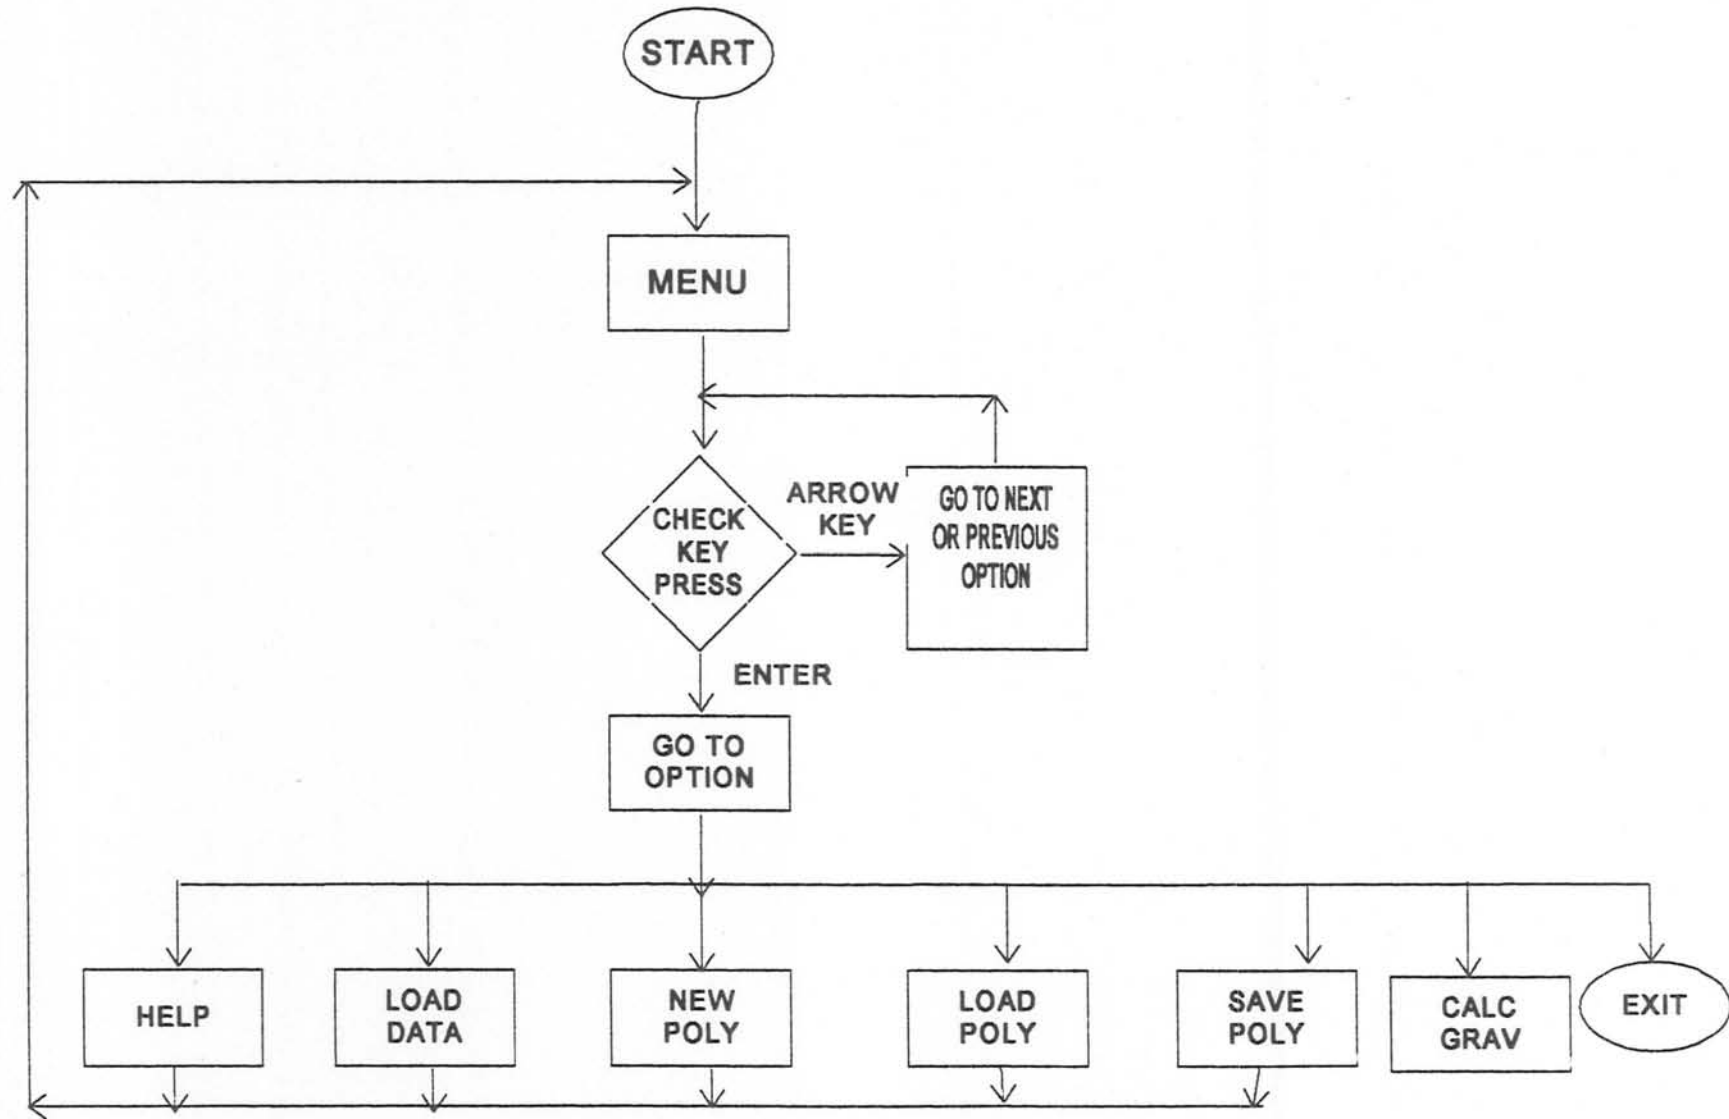 START
MENU
CHECK
KEY
PRESS
ARROW
KEY
GO TO NEXT
OR PREVIOUS
OPTION
ENTER
GO TO
OPTION
HELP
LOAD
DATA
NEW
POLY
LOAD
POLY
SAVE
POLY
CALC
GRAV
EXIT